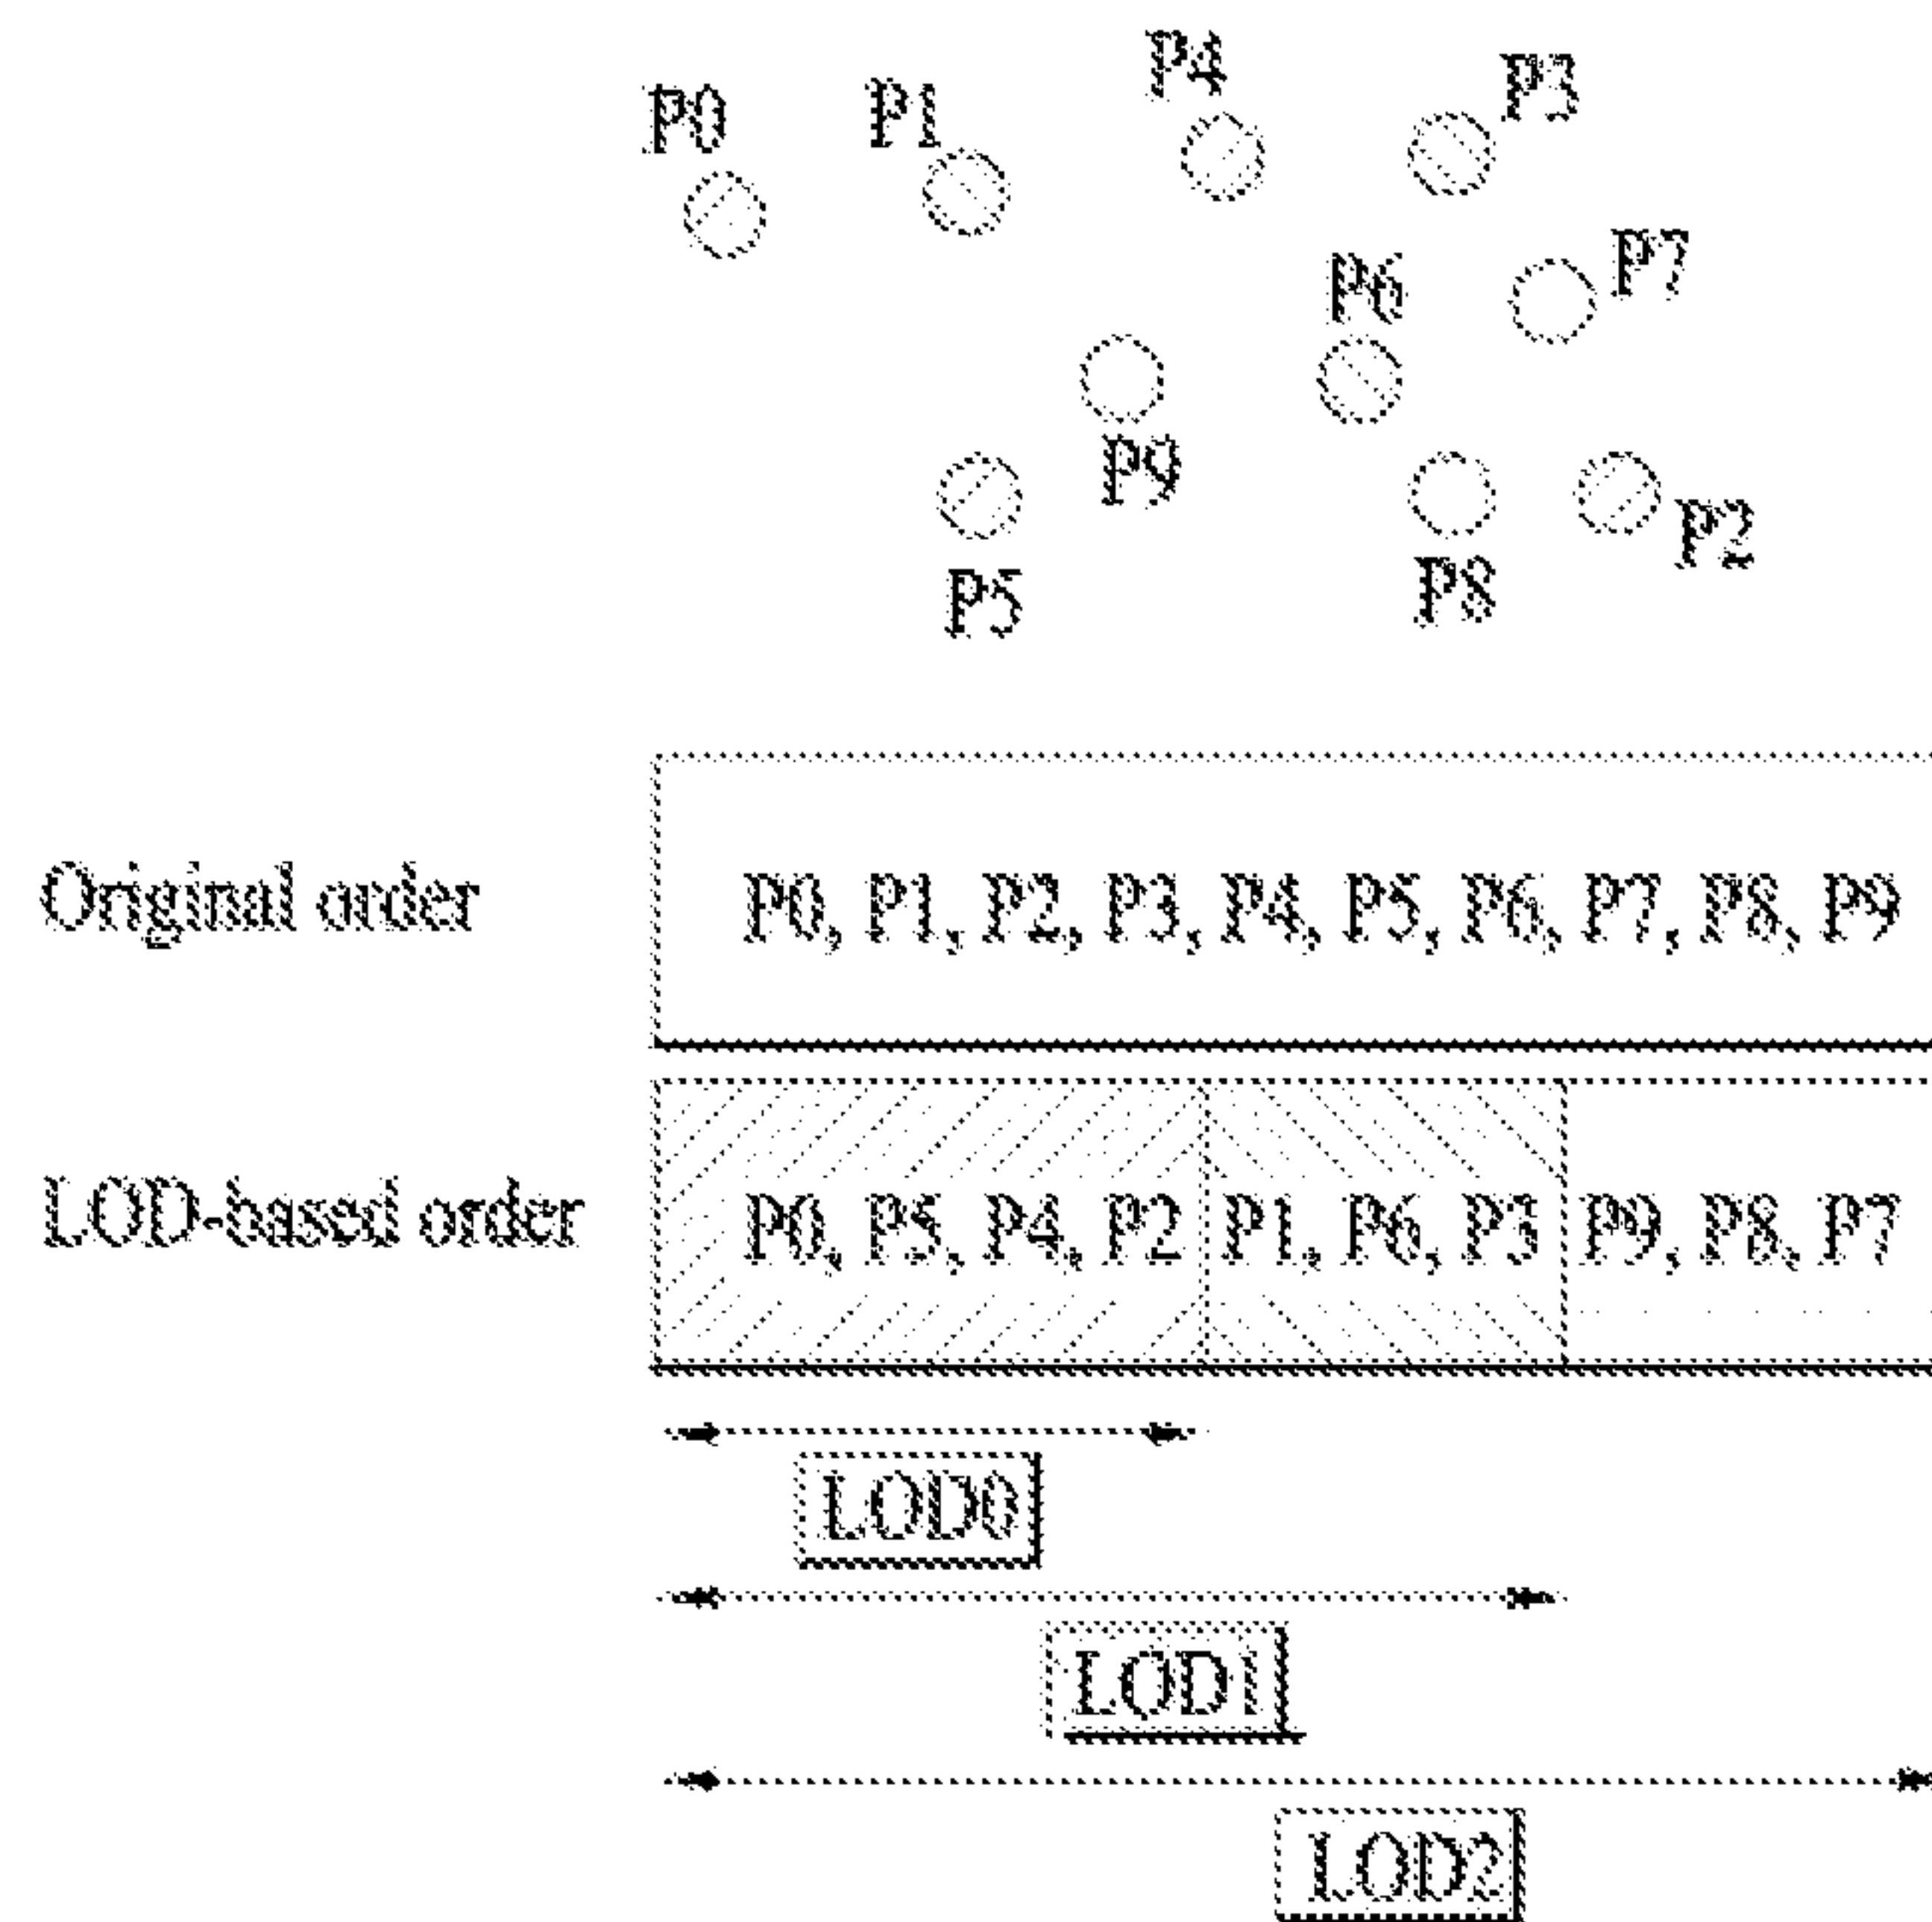 P4
P3
P0
P1
P7
P6
P9
P2
P5
P8
Original order
P0, P1, P2, P3, P4, P5, P6, P7, P8, P9
LOD-based order
P0, P5, P4, P2
P1, P6, P3
P9, P8, P7
LOD0
LOD1
LOD2